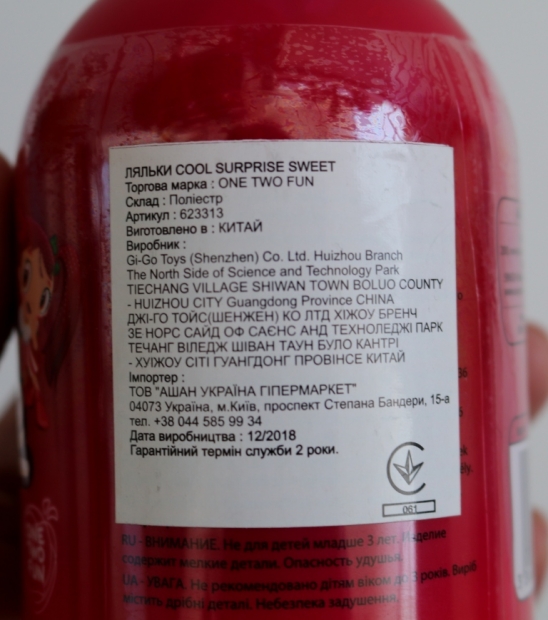 ЛЯЛЬКИ COOL SURPRISE SWEET
Торгова марка : ONE TWO FUN
Склад : Поліестр
Артикул : 623313
Виготовлено в : КИТАЙ
Виробник :
Gi-Go Toys (Shenzhen) Co. Ltd. Huizhou Branch
The North Side of Science and Technology Park
TIECHANG VILLAGE SHIWAN TOWN BOLUO COUNTY
- HUIZHOU CITY Guangdong Province CHINA
ДЖІ-ГО ТОЙС(ШЕНЖЕН) КО ЛТД ХІЖОУ БРЕНЧ
ЗЕ НОРС САЙД ОФ САЄНС АНД ТЕХНОЛЕДЖІ ПАРК
ТЕЧАНГ ВІЛЕДЖ ШІВАН ТАУН БУЛО КАНТРІ
- ХУІЖОУ СІТІ ГУАНГДОНГ ПРОВІНСЕ КИТАЙ
Імпортер :
ТОВ "АШАН УКРАЇНА ГІПЕРМАРКЕТ"
04073 Україна, м.Київ, проспект Степана Бандери, 15-а
тел. +38 044 585 99 34
Дата виробництва : 12/2018
Гарантійний термін служби 2 роки.
061
RU - ВНИМАНИЕ. Не для детей младше 3 лет. Изделие
содержит мелкие детали. Опасность удушья.
UA - УВАГА. Не рекомендовано дітям віком до 3 років. Виріб
містить дрібні деталі. Небезпека задушення.